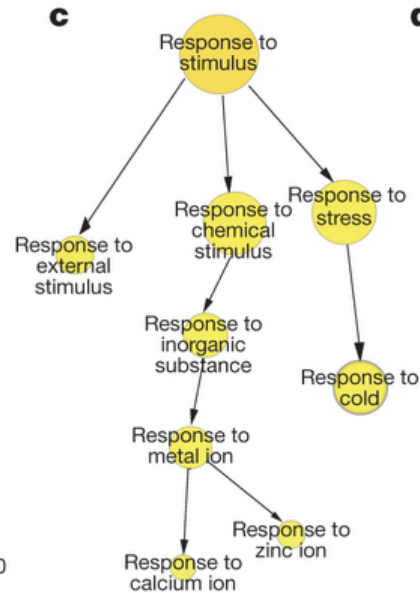 c
Response to
stimulus
Response to
chemical
stimulus
Response to
stress
Response to
external
stimulus
Response to
inorganic
substance
Response to
cold
Response to
metal ion
Response to
zinc ion
Response to
calcium ion
0